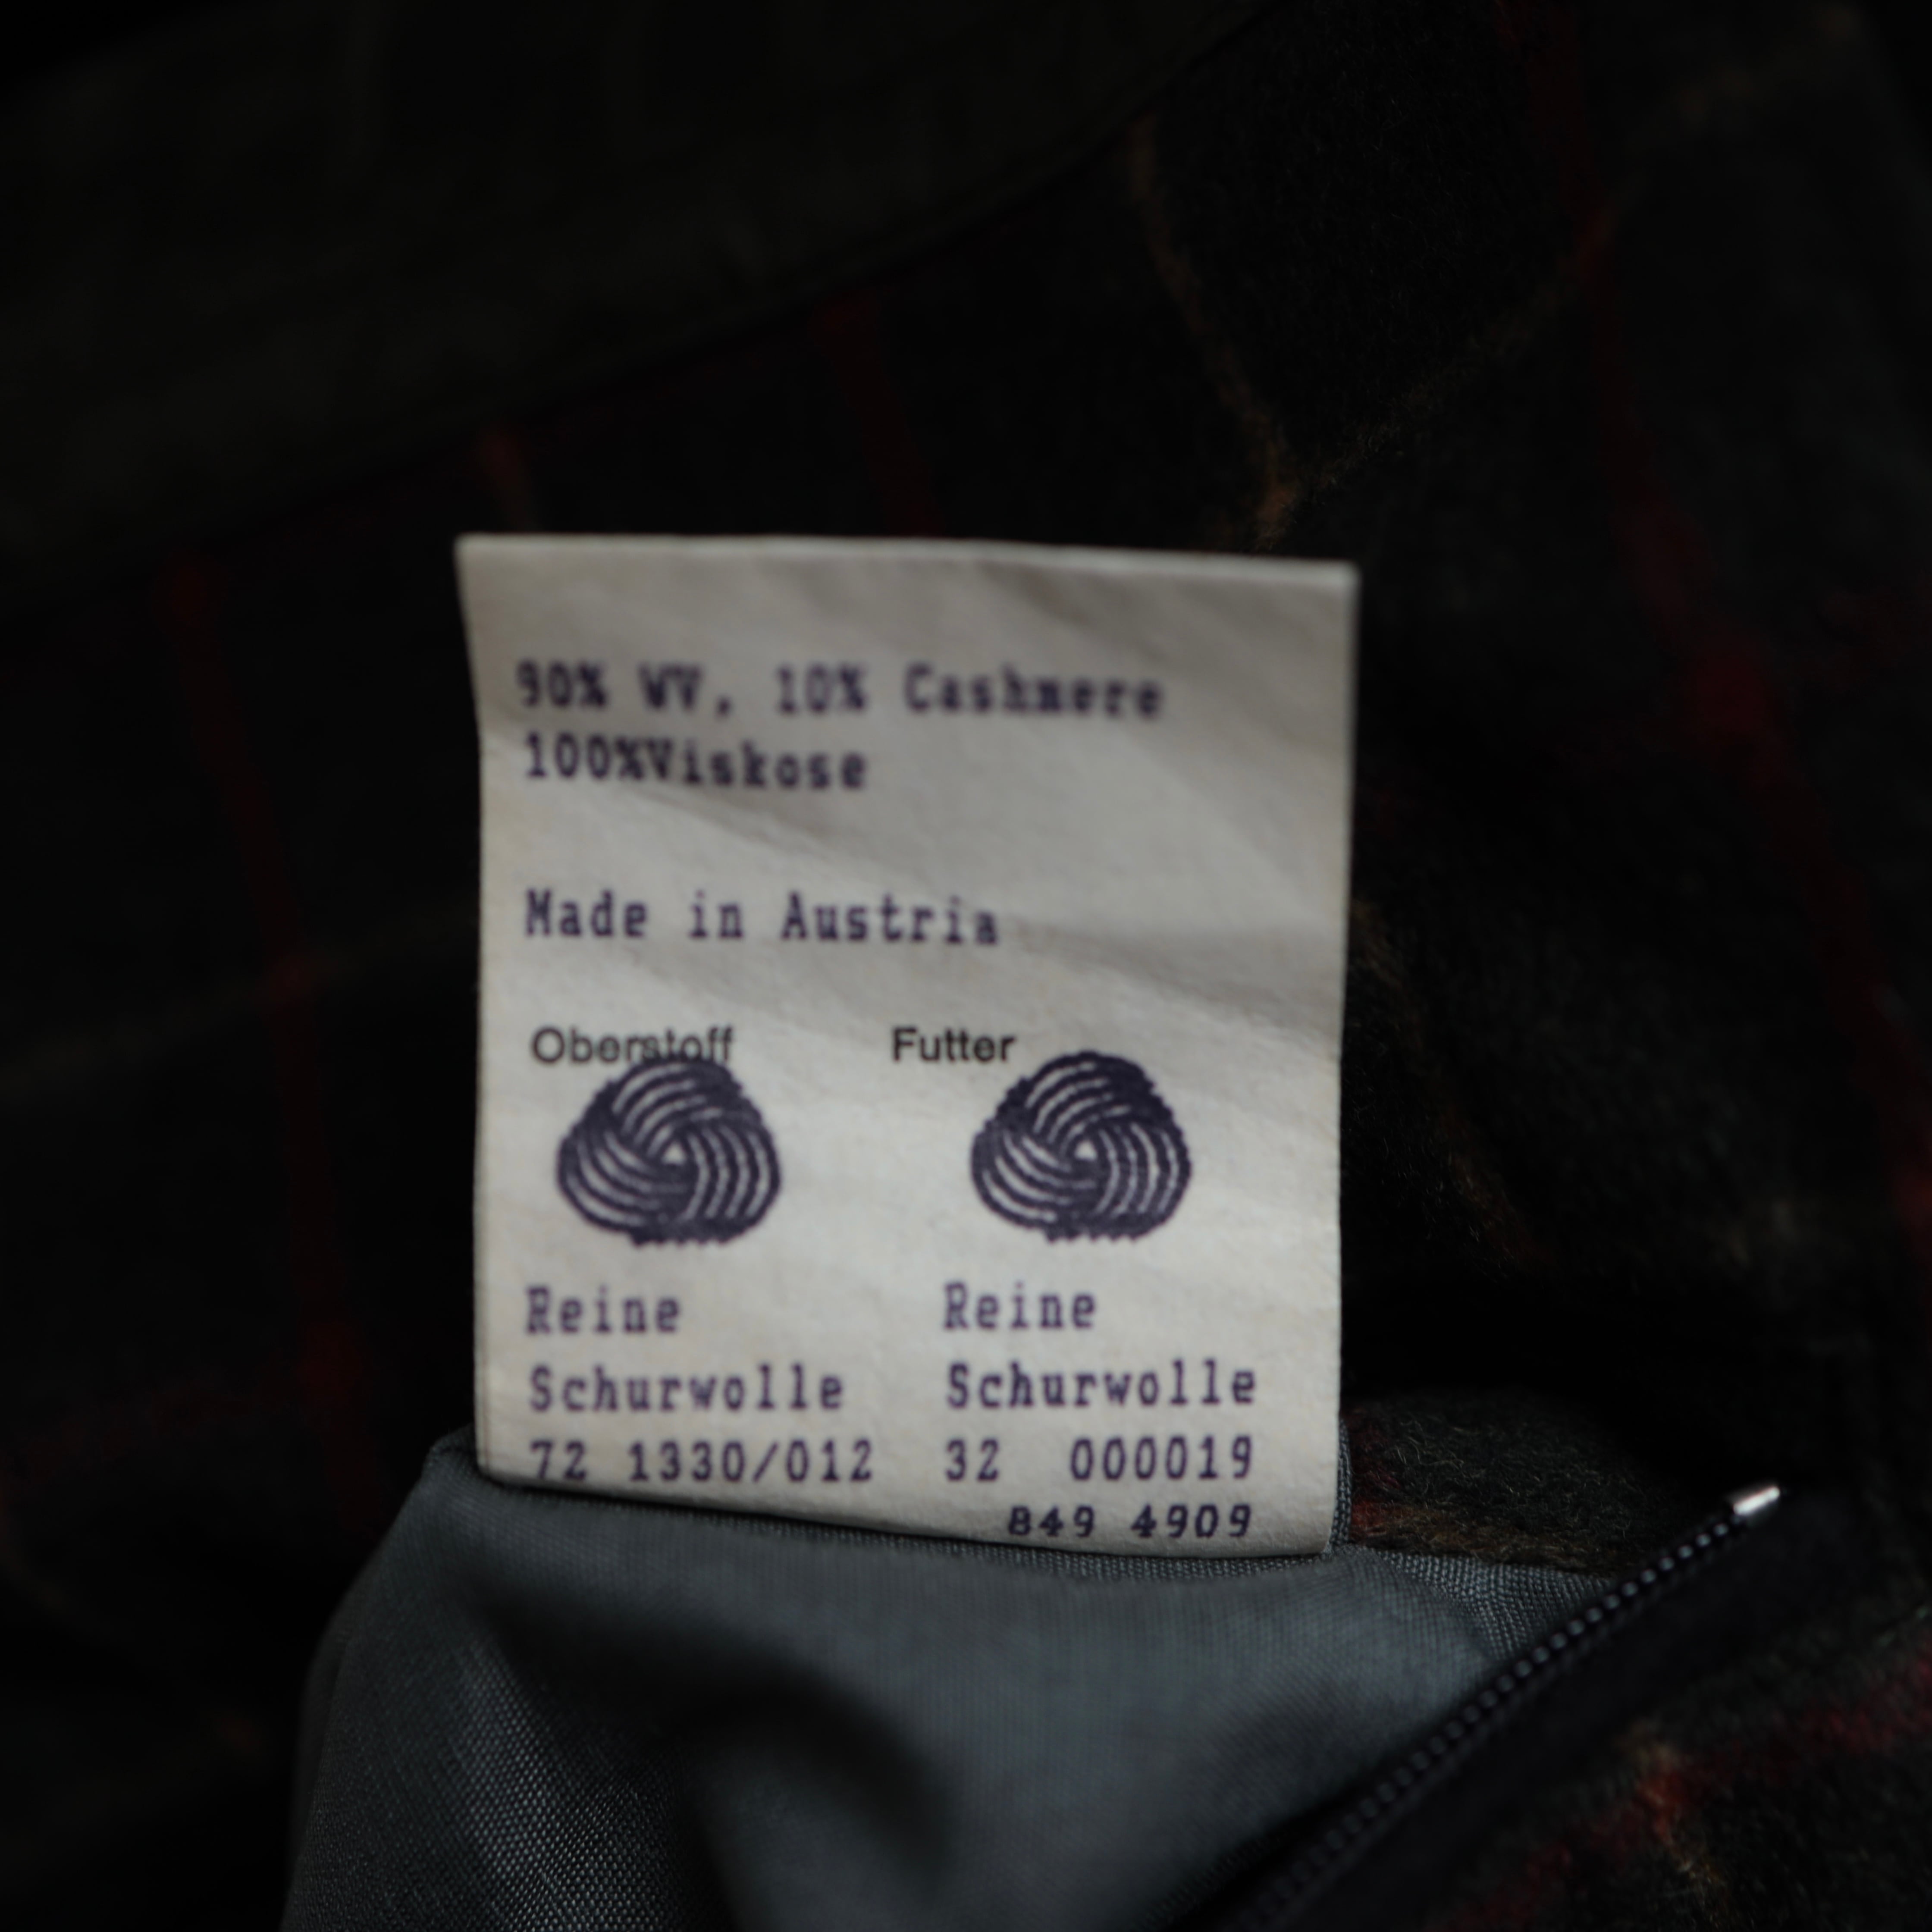 90% WV, 10% Cashmere
100%Viskose
Made in Austria
Oberstoff Futter
Reine Reine
Schurwolle Schurwolle
72 1330/012 32 000019
849 4909